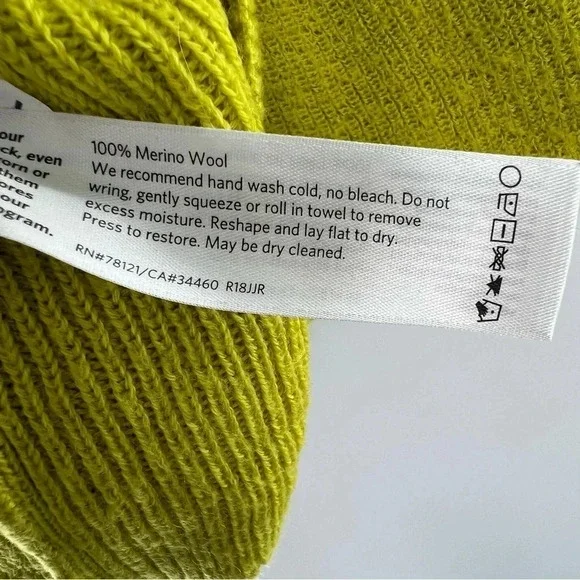 our
ck, even
orn or
them
ores
our
ogram.
100% Merino Wool
We recommend hand wash cold, no bleach. Do not
wring, gently squeeze or roll in towel to remove
excess moisture. Reshape and lay flat to dry.
Press to restore. May be dry cleaned.
RN#78121/CA#34460 R18JJR